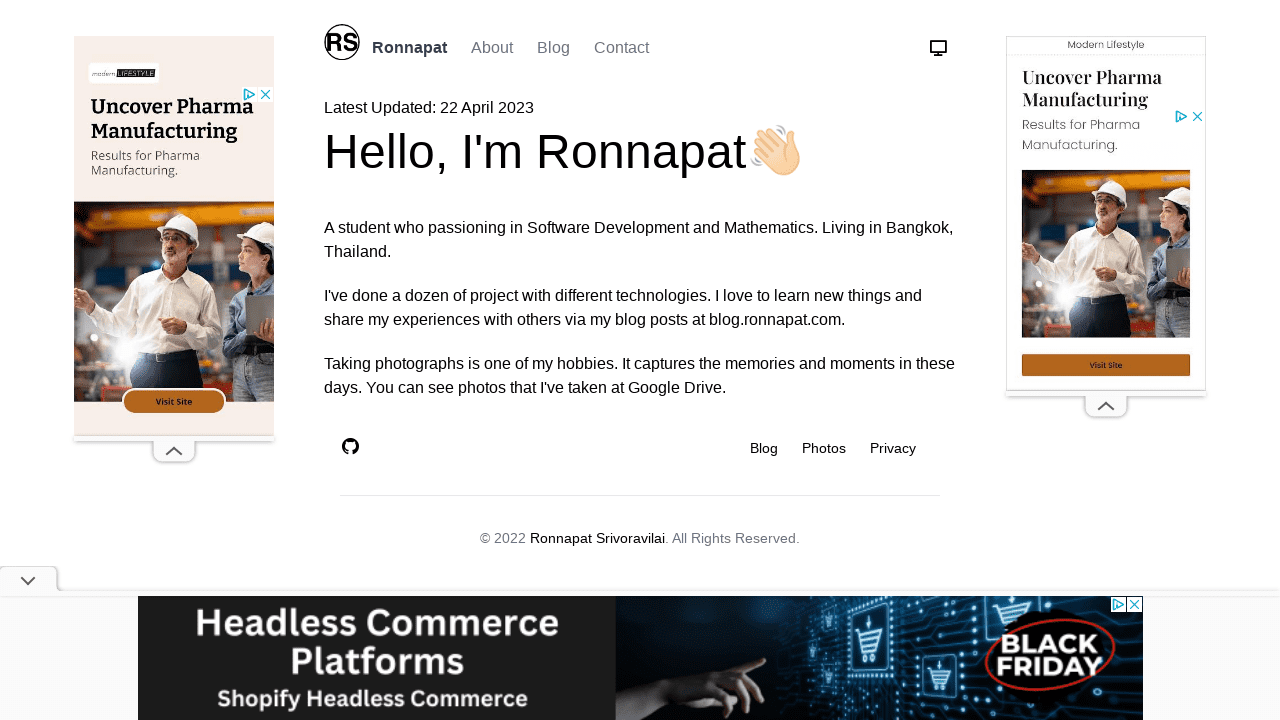 RS
Ronnapat About Blog Contact
Latest Updated: 22 April 2023
Hello, I'm Ronnapat👋🏻
A student who passioning in Software Development and Mathematics. Living in Bangkok,
Thailand.
I've done a dozen of project with different technologies. I love to learn new things and
share my experiences with others via my blog posts at blog.ronnapat.com.
Taking photographs is one of my hobbies. It captures the memories and moments in these
days. You can see photos that I've taken at Google Drive.
Blog Photos Privacy
© 2022 Ronnapat Srivoravilai. All Rights Reserved.
modern LIFESTYLE
Uncover Pharma
Manufacturing
Results for Pharma
Manufacturing.
Visit Site
Modern Lifestyle
Uncover Pharma
Manufacturing
Results for Pharma
Manufacturing.
Visit Site
Headless Commerce
Platforms
Shopify Headless Commerce
BLACK
FRIDAY